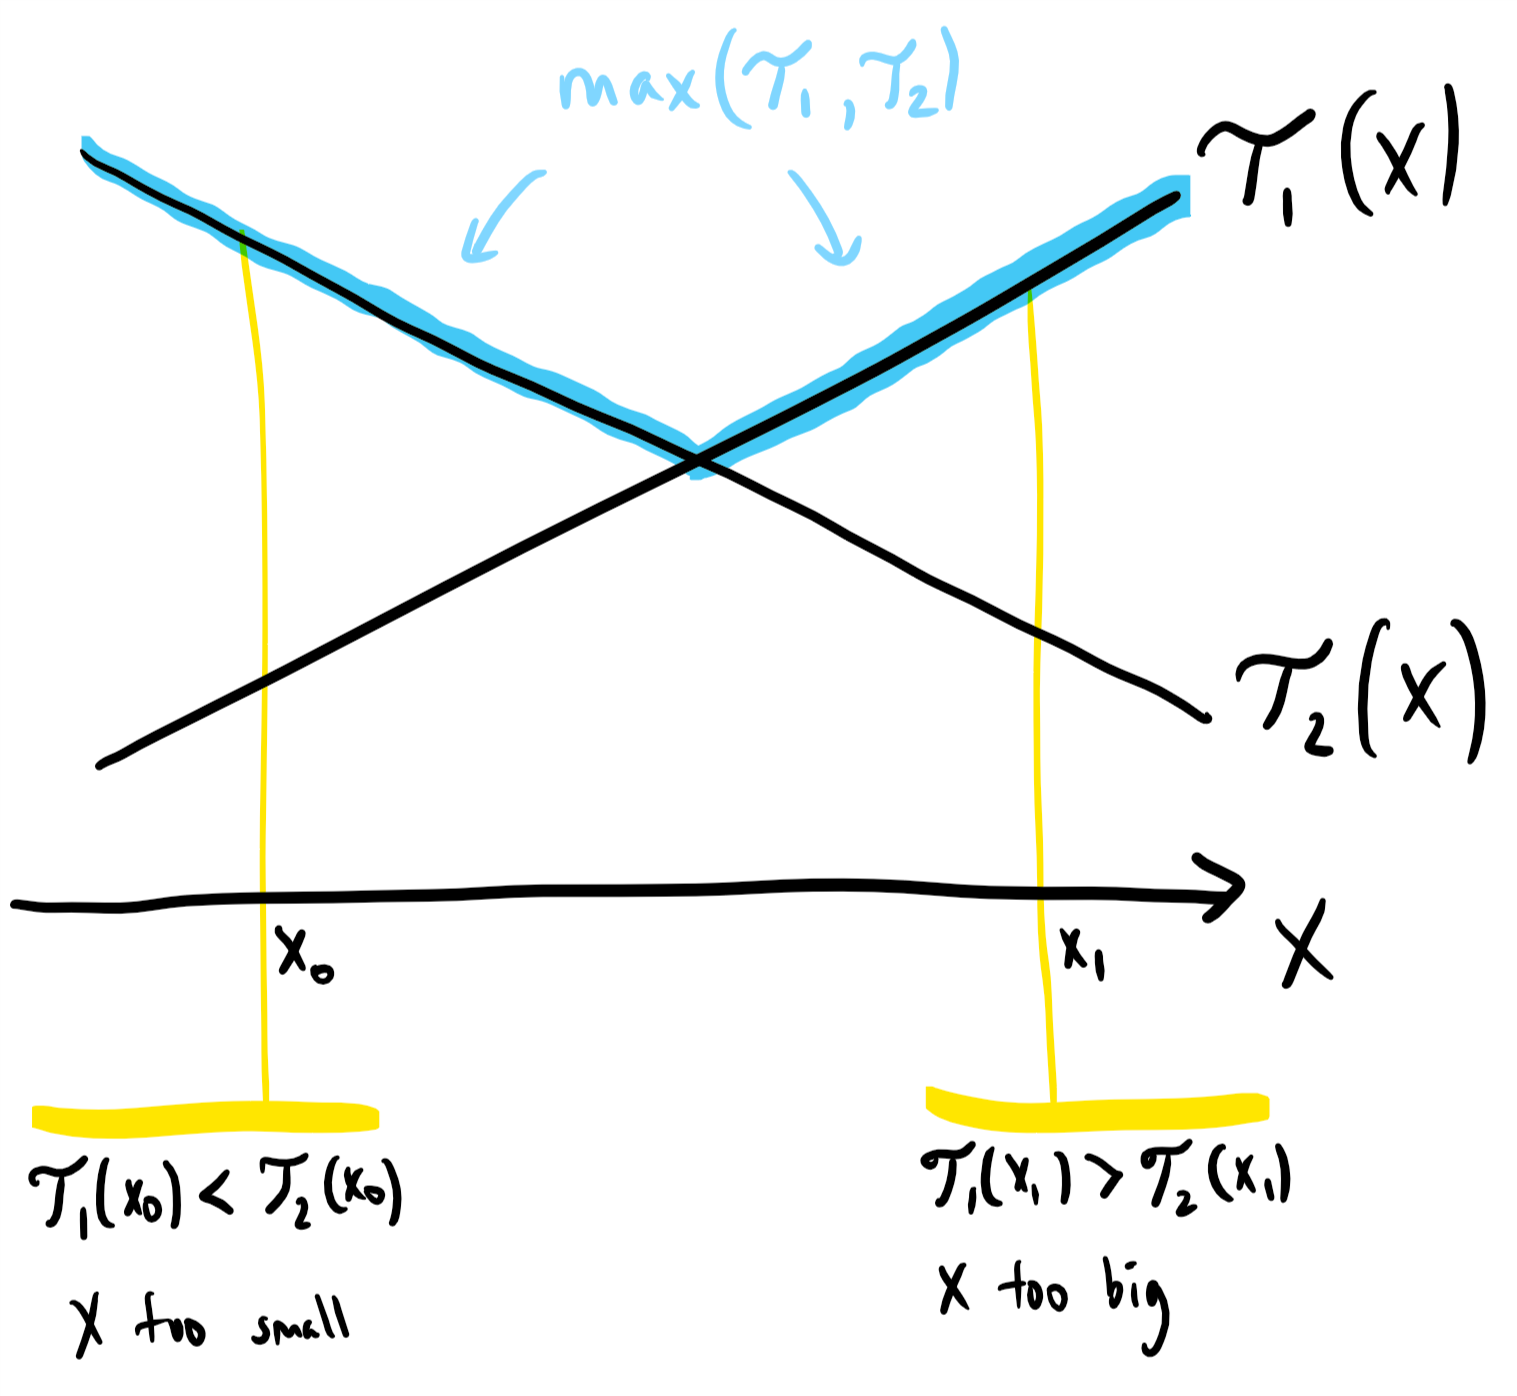 max(𝒯₁, 𝒯₂)
𝒯₁(x)
𝒯₂(x)
x₀
x₁
x
𝒯₁(x₀) < 𝒯₂(x₀)
x too small
𝒯₁(x₁) > 𝒯₂(x₁)
x too big